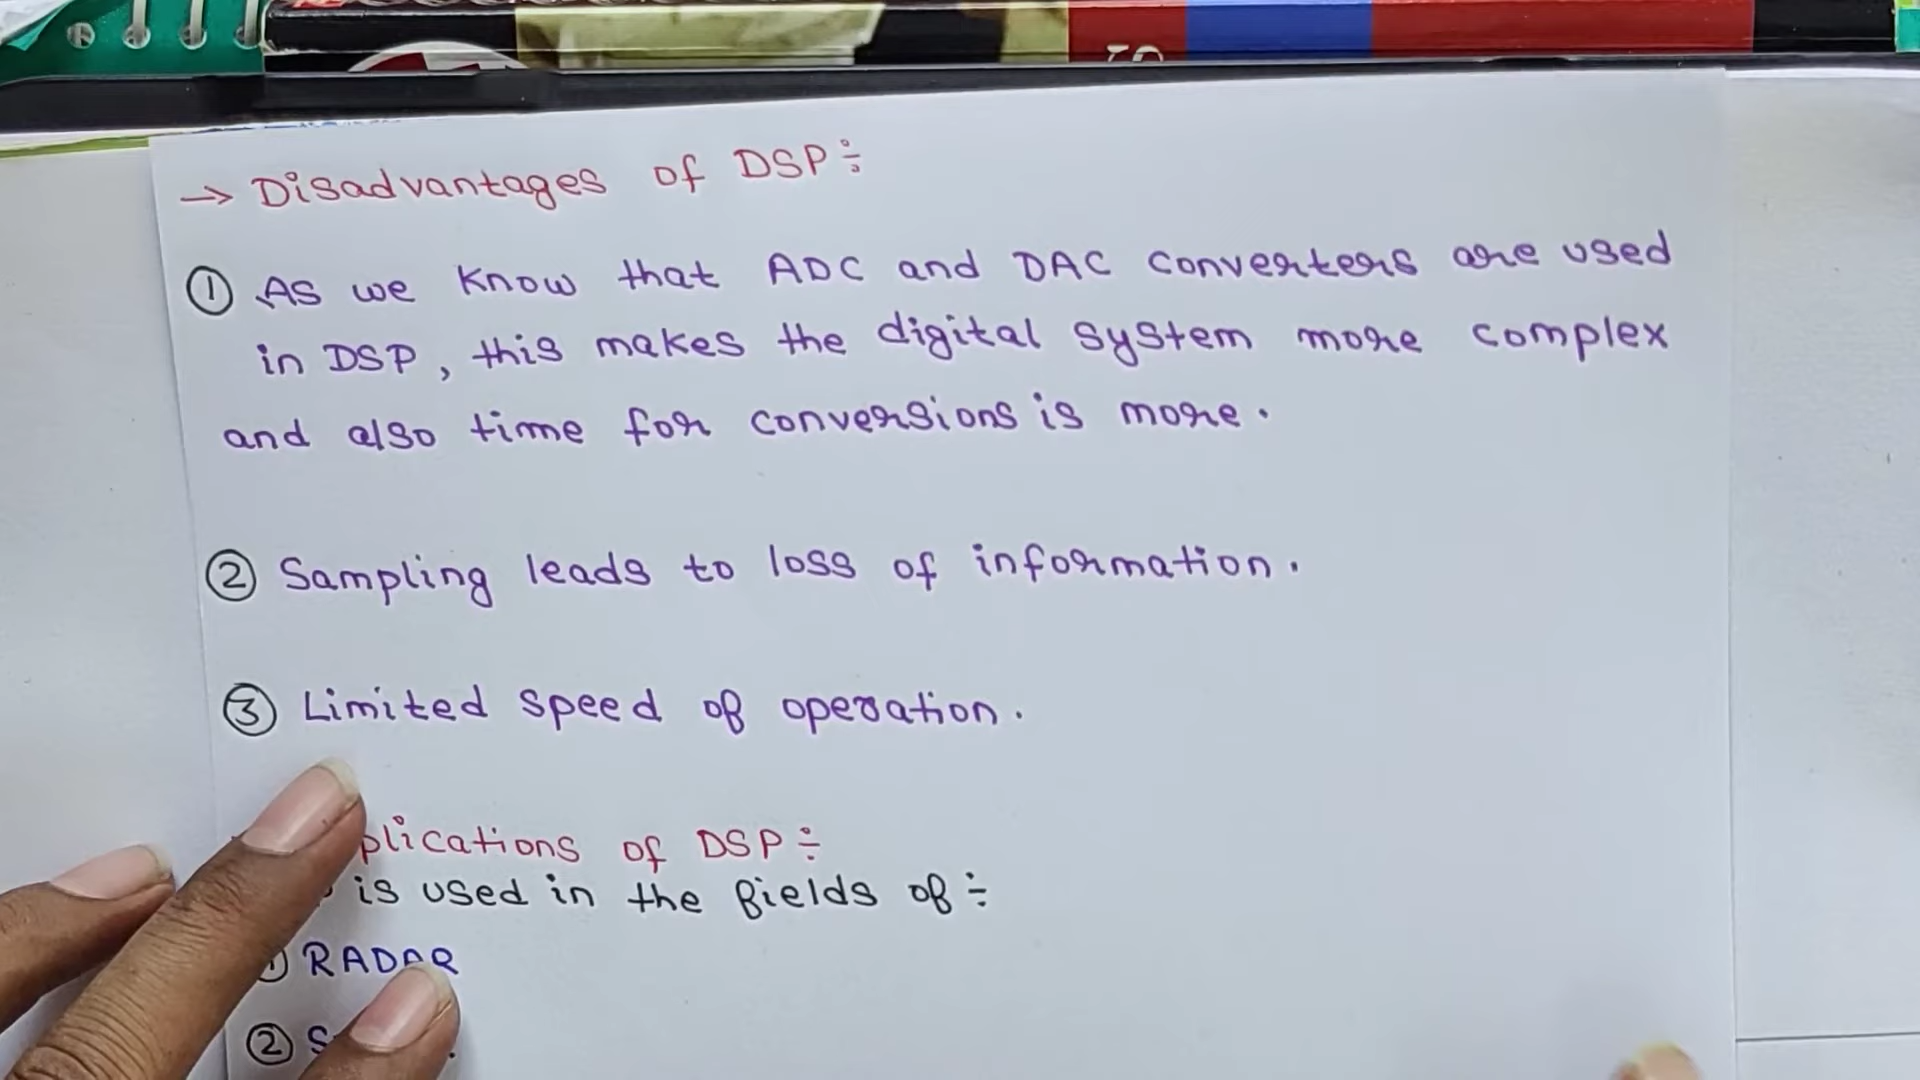 → Disadvantages of DSP÷
① As we know that ADC and DAC converters are used
in DSP, this makes the digital system more complex
and also time for conversions is more.
② Sampling leads to loss of information.
③ Limited speed of operation.
plications of DSP÷
is used in the fields of÷
RADAR
②